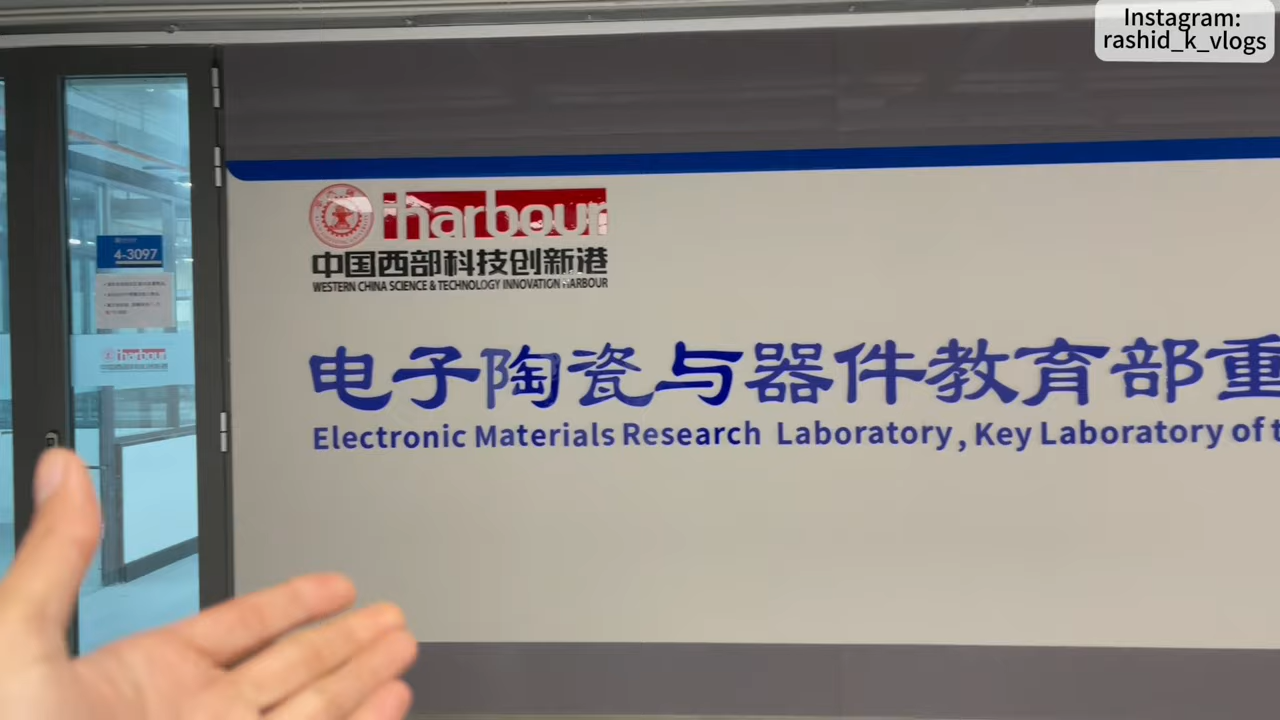 Instagram:
rashid_k_vlogs
iharbour
中国西部科技创新港
WESTERN CHINA SCIENCE & TECHNOLOGY INNOVATION HARBOUR
4-3097
iharbour
电子陶瓷与器件教育部重
Electronic Materials Research Laboratory, Key Laboratory of t